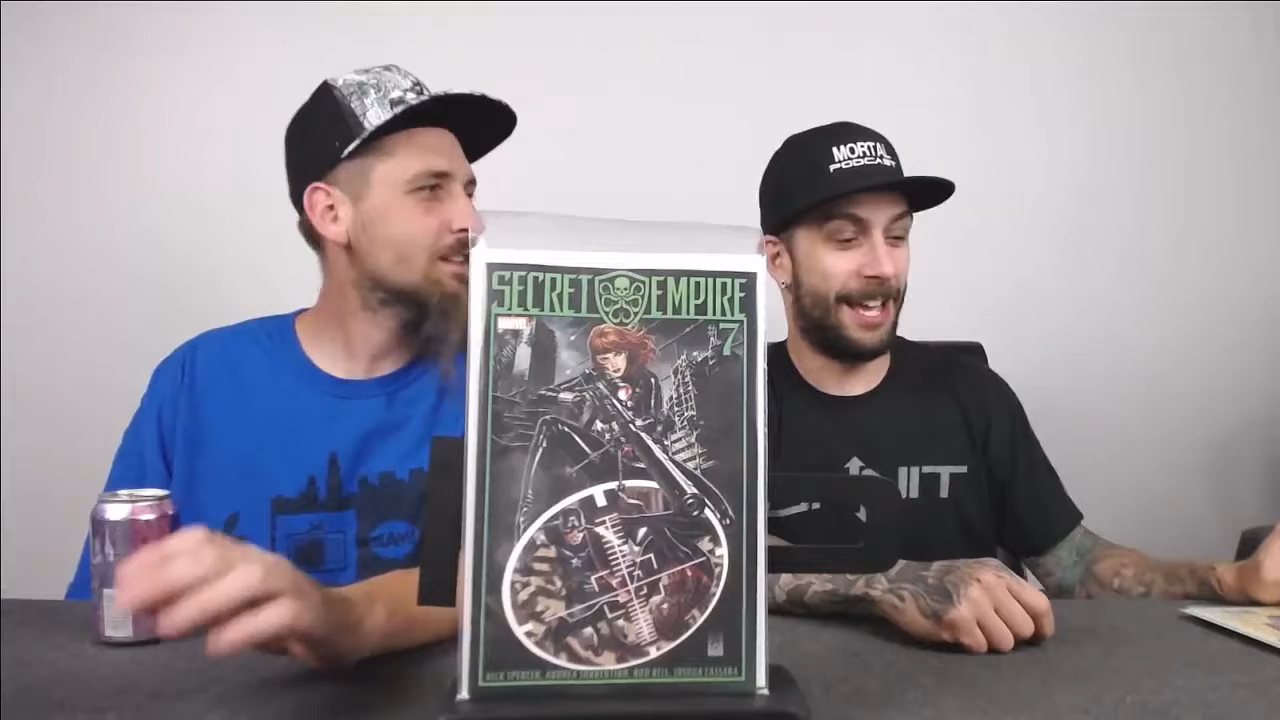 MORTAL
PODCAST
SECRET EMPIRE
MARVEL
#7
NICK SPENCER, ANDREA SORRENTINO, ROD REIS, JOSHUA CASSARA